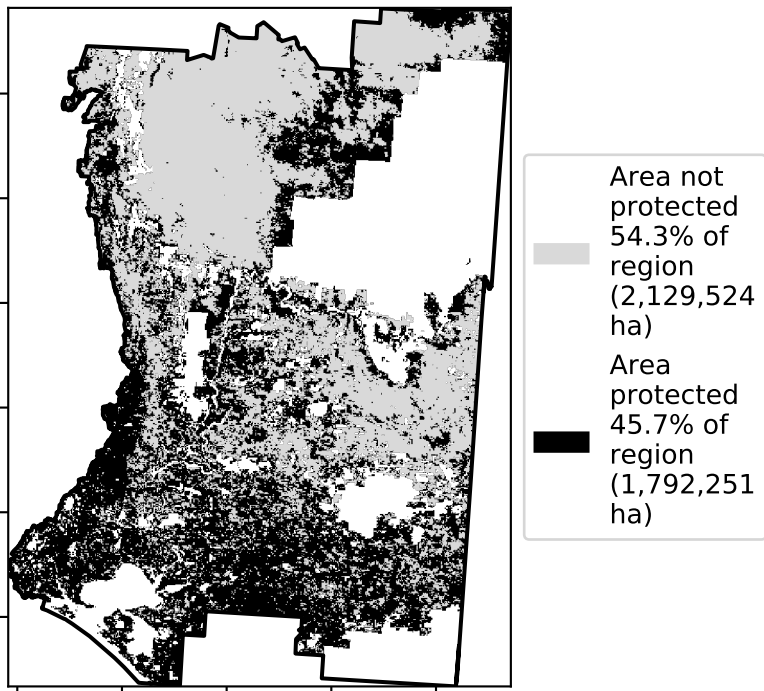 Area not
protected
54.3% of
region
(2,129,524
ha)
Area
protected
45.7% of
region
(1,792,251
ha)